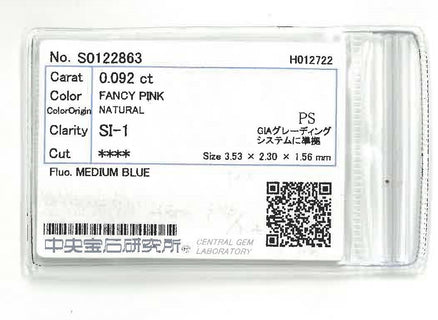 No. S0122863 H012722
Carat 0.092 ct
Color FANCY PINK
ColorOrigin NATURAL
Clarity SI-1
PS
GIAグレーディング
システムに準拠
Cut ****
Size 3.53 × 2.30 × 1.56 mm
Fluo. MEDIUM BLUE
中央宝石研究所
CENTRAL GEM
LABORATORY